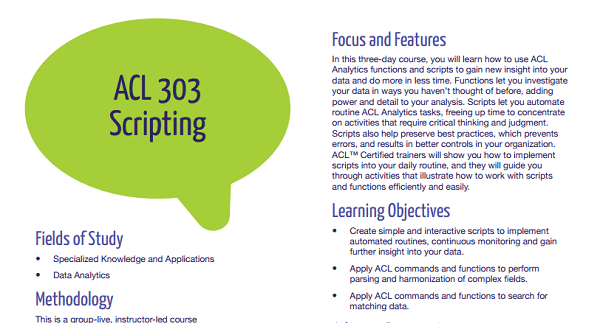 ACL 303
Scripting
Fields of Study
• Specialized Knowledge and Applications
• Data Analytics
Methodology
This is a group-live, instructor-led course
Focus and Features
In this three-day course, you will learn how to use ACL
Analytics functions and scripts to gain new insight into your
data and do more in less time. Functions let you investigate
your data in ways you haven’t thought of before, adding
power and detail to your analysis. Scripts let you automate
routine ACL Analytics tasks, freeing up time to concentrate
on activities that require critical thinking and judgment.
Scripts also help preserve best practices, which prevents
errors, and results in better controls in your organization.
ACL™ Certified trainers will show you how to implement
scripts into your daily routine, and they will guide you
through activities that illustrate how to work with scripts
and functions efficiently and easily.
Learning Objectives
• Create simple and interactive scripts to implement
automated routines, continuous monitoring and gain
further insight into your data.
• Apply ACL commands and functions to perform
parsing and harmonization of complex fields.
• Apply ACL commands and functions to search for
matching data.